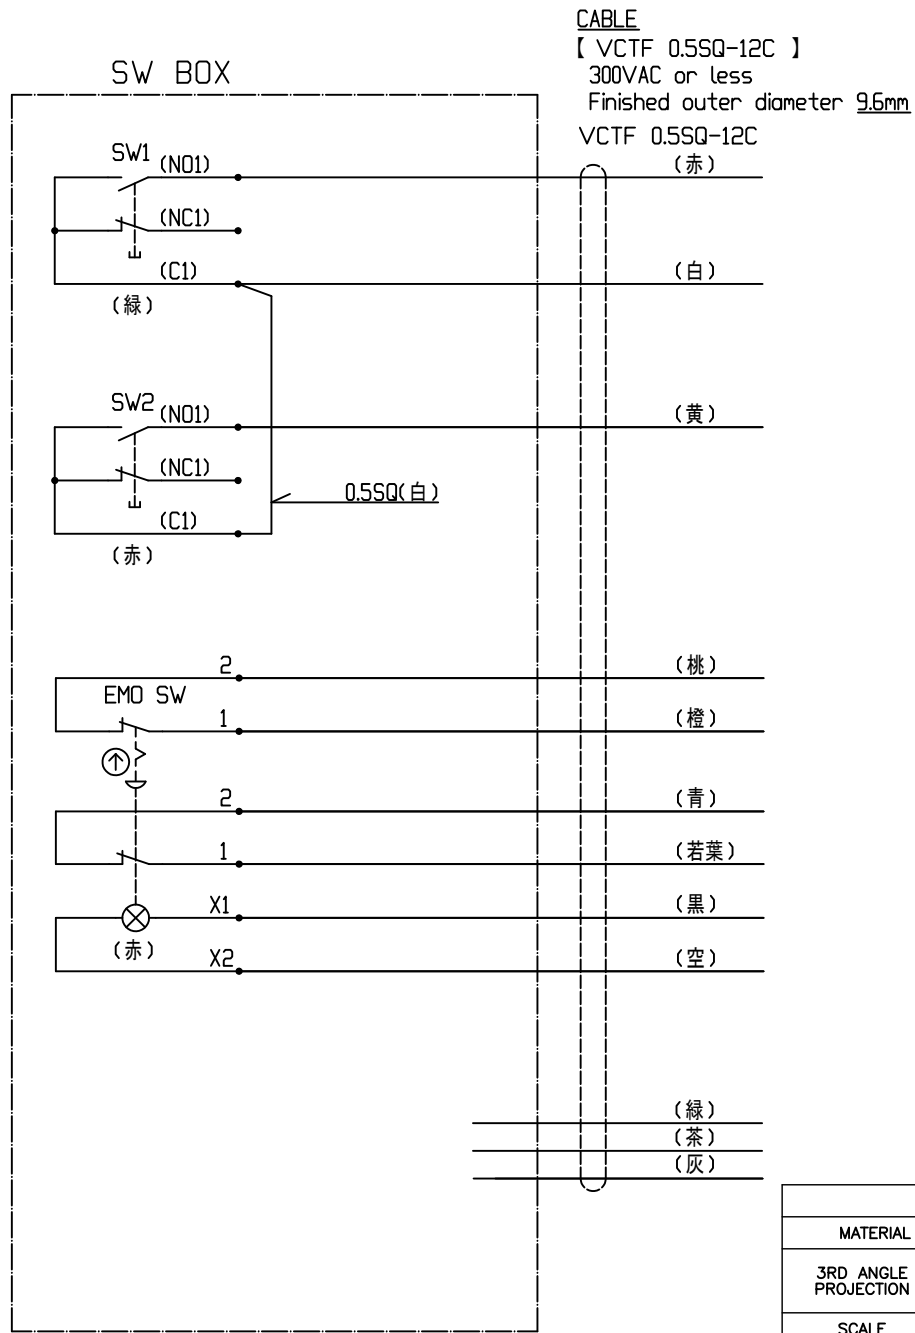 CABLE
【 VCTF 0.5SQ-12C 】
300VAC or less
Finished outer diameter 9.6mm
VCTF 0.5SQ-12C
SW BOX
SW1
(NO1)
(赤)
(NC1)
(C1)
(白)
(緑)
SW2
(NO1)
(黄)
(NC1)
0.5SQ(白)
(C1)
(赤)
2
(桃)
EMO SW
1
(橙)
2
(青)
1
(若葉)
X1
(黒)
(赤)
X2
(空)
(緑)
(茶)
(灰)
MATERIAL
3RD ANGLE
PROJECTION
SCALE